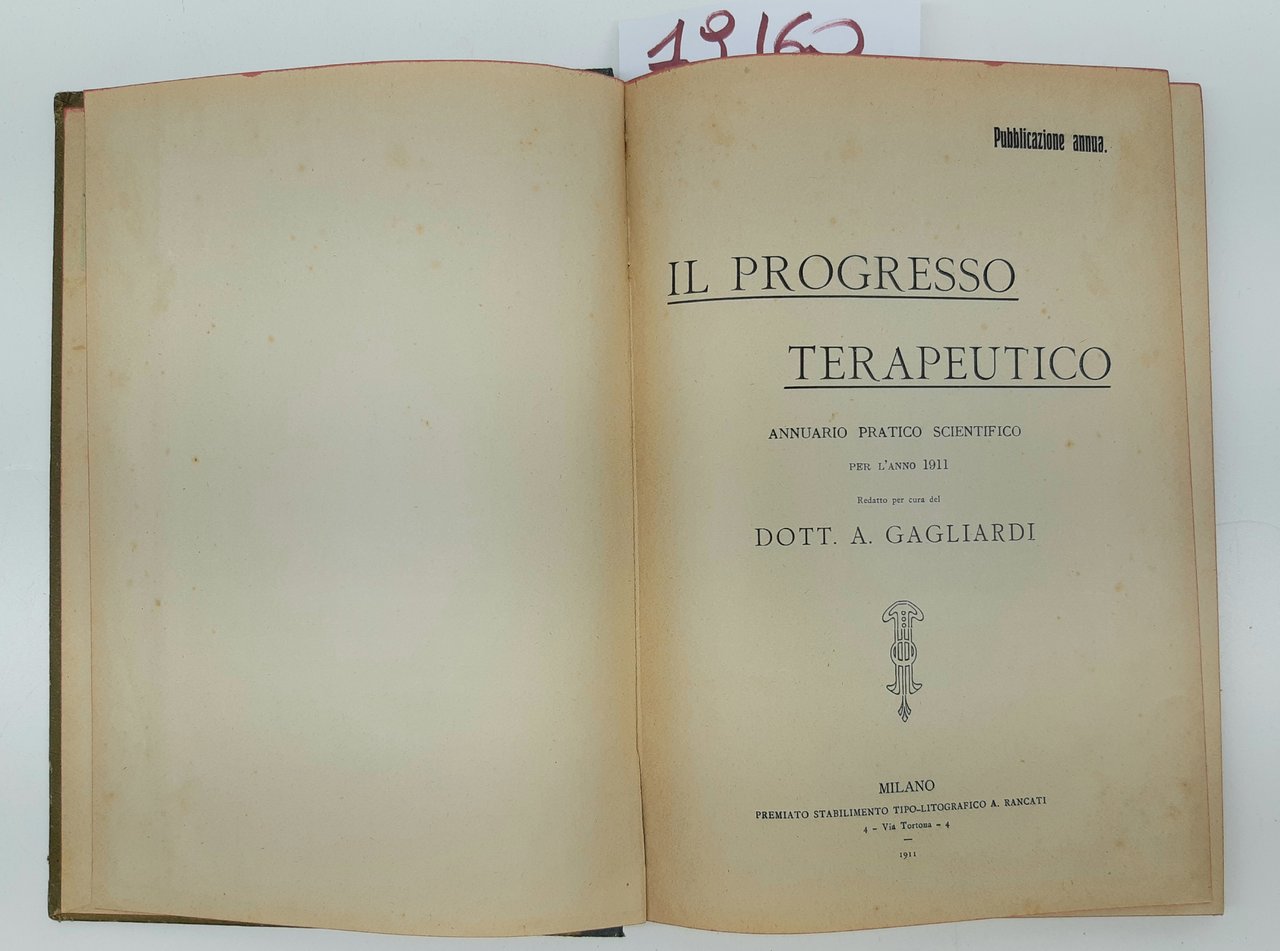 19160
Pubblicazione annua.
IL PROGRESSO
TERAPEUTICO
ANNUARIO PRATICO SCIENTIFICO
PER L'ANNO 1911
Redatto per cura del
DOTT. A. GAGLIARDI
MILANO
PREMIATO STABILIMENTO TIPO-LITOGRAFICO A. RANCATI
4 - Via Tortona - 4
1911